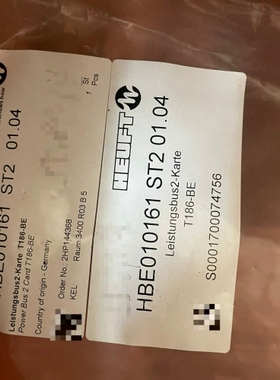 HBE010161 ST2 01.04
Leistungsbus2-Karte T186-BE
Power Bus 2 Card T186-BE
Country of origin - Germany
1 St
Pcs
Order No.: 2HP144368
KEL
Raum 3400 R03 B 5
HEUFT
HBE010161 ST2 01.04
Leistungsbus2-Karte
T186-BE
S0001700074756